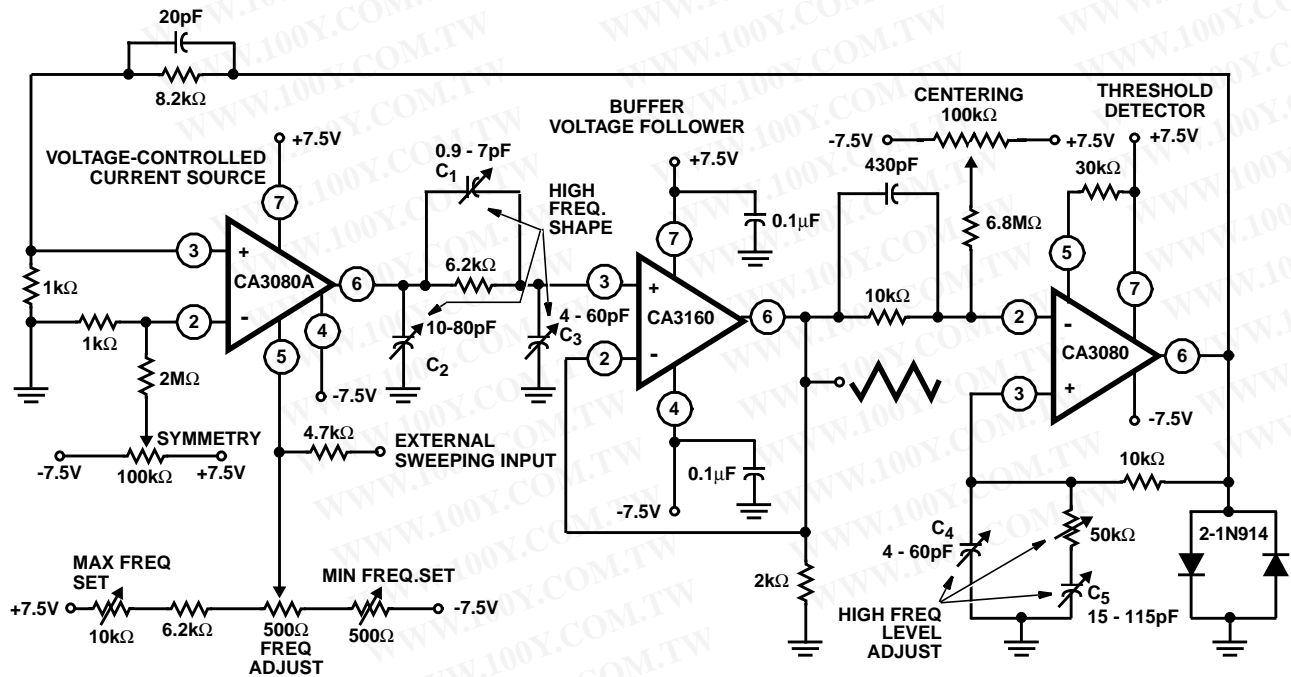 20pF
8.2kΩ
+7.5V
VOLTAGE-CONTROLLED
CURRENT SOURCE
7
3
+
CA3080A
6
1kΩ
1kΩ
2
-
4
5
-7.5V
2MΩ
SYMMETRY
-7.5V
100kΩ
+7.5V
4.7kΩ
EXTERNAL
SWEEPING INPUT
MAX FREQ
SET
+7.5V
10kΩ
6.2kΩ
500Ω
FREQ
ADJUST
MIN FREQ.SET
500Ω
-7.5V
0.9 - 7pF
C1
HIGH
FREQ.
SHAPE
6.2kΩ
10-80pF
C2
4 - 60pF
C3
BUFFER
VOLTAGE FOLLOWER
+7.5V
0.1µF
7
3
+
CA3160
6
2
-
4
0.1µF
-7.5V
2kΩ
CENTERING
-7.5V
100kΩ
+7.5V
430pF
6.8MΩ
10kΩ
THRESHOLD
DETECTOR
+7.5V
30kΩ
5
7
2
-
CA3080
6
3
+
-7.5V
10kΩ
C4
4 - 60pF
50kΩ
C5
15 - 115pF
HIGH FREQ
LEVEL
ADJUST
2-1N914
WWW.100Y.COM.TW